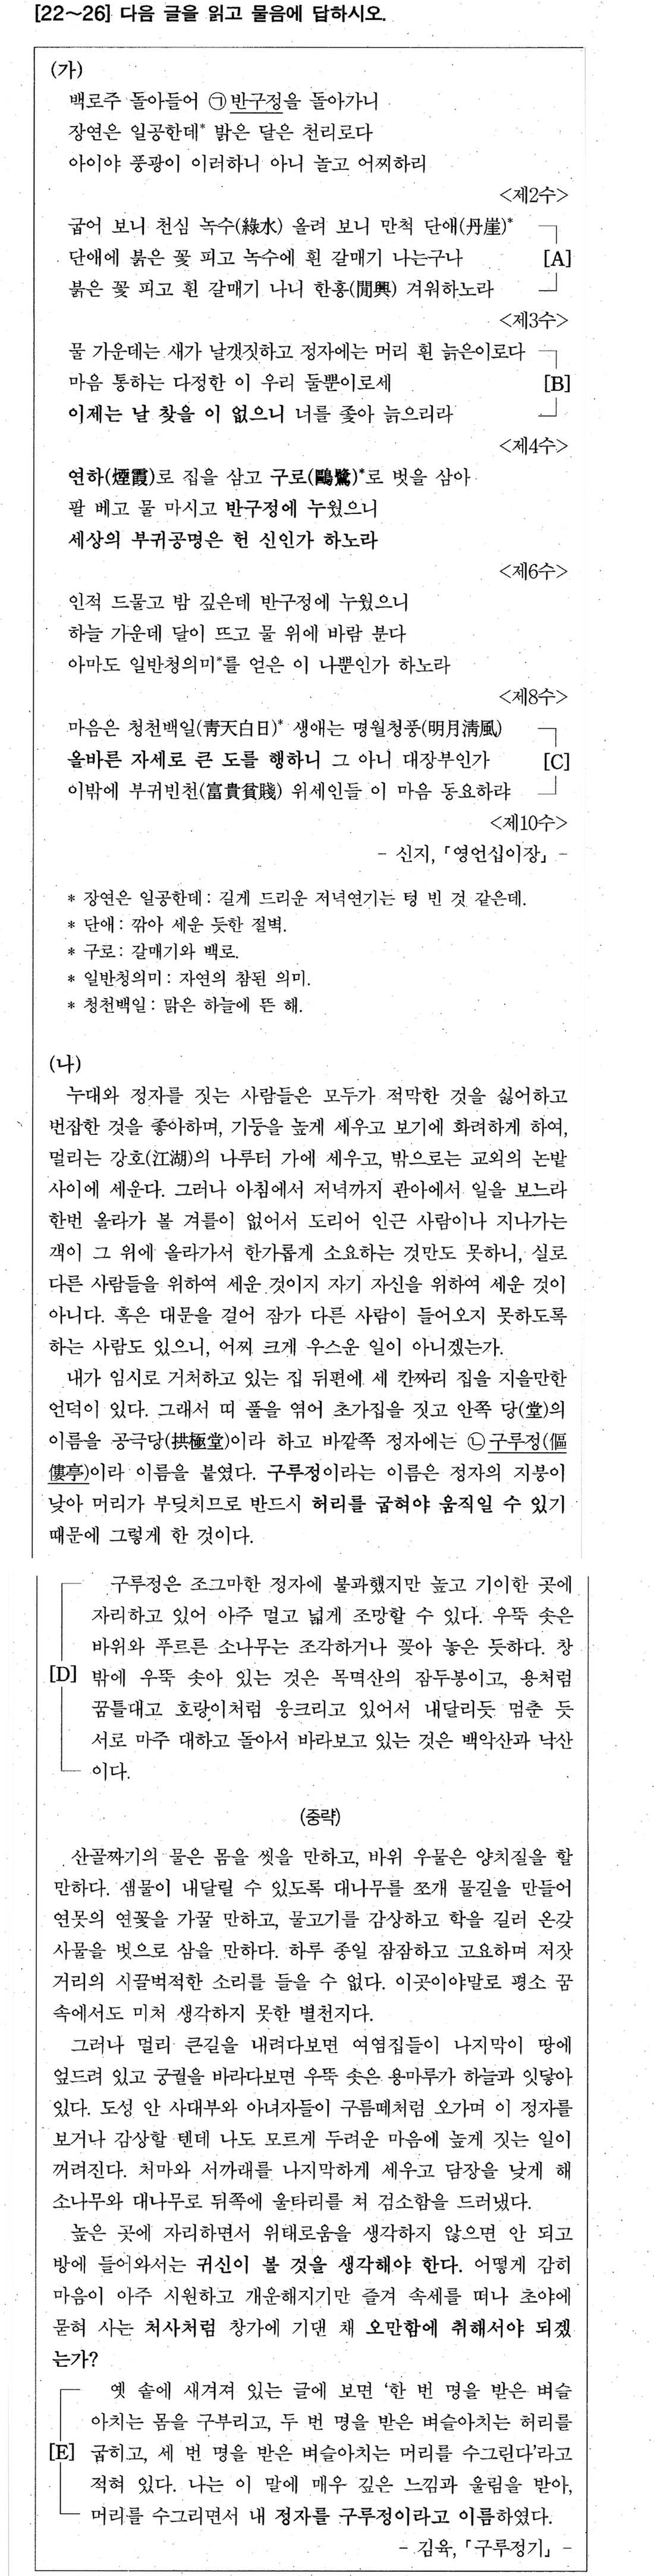 [22~26] 다음 글을 읽고 물음에 답하시오.
(가)
백로주 돌아들어 ㉠반구정을 돌아가니
장연은 일공한데* 밝은 달은 천리로다
아이야 풍광이 이러하니 아니 놀고 어찌하리
<제2수>
굽어 보니 천심 녹수(綠水) 올려 보니 만척 단애(丹崖)*
단애에 붉은 꽃 피고 녹수에 흰 갈매기 나는구나 [A]
붉은 꽃 피고 흰 갈매기 나니 한흥(閒興) 겨워하노라
<제3수>
물 가운데는 새가 날갯짓하고 정자에는 머리 흰 늙은이로다
마음 통하는 다정한 이 우리 둘뿐이로세 [B]
이제는 날 찾을 이 없으니 너를 좇아 늙으리라
<제4수>
연하(煙霞)로 집을 삼고 구로(鷗鷺)*로 벗을 삼아
팔 베고 물 마시고 반구정에 누웠으니
세상의 부귀공명은 헌 신인가 하노라
<제6수>
인적 드물고 밤 깊은데 반구정에 누웠으니
하늘 가운데 달이 뜨고 물 위에 바람 분다
아마도 일반청의미*를 얻은 이 나뿐인가 하노라
<제8수>
마음은 청천백일(靑天白日)* 생애는 명월청풍(明月淸風)
올바른 자세로 큰 도를 행하니 그 아니 대장부인가 [C]
이밖에 부귀빈천(富貴貧賤) 위세인들 이 마음 동요하랴
<제10수>
- 신지, 「영언십이장」 -
* 장연은 일공한데 : 길게 드리운 저녁연기는 텅 빈 것 같은데.
* 단애 : 깎아 세운 듯한 절벽.
* 구로 : 갈매기와 백로.
* 일반청의미 : 자연의 참된 의미.
* 청천백일 : 맑은 하늘에 뜬 해.
(나)
누대와 정자를 짓는 사람들은 모두가 적막한 것을 싫어하고
번잡한 것을 좋아하며, 기둥을 높게 세우고 보기에 화려하게 하여,
멀리는 강호(江湖)의 나루터 가에 세우고, 밖으로는 교외의 논밭
사이에 세운다. 그러나 아침에서 저녁까지 관아에서 일을 보느라
한번 올라가 볼 겨를이 없어서 도리어 인근 사람이나 지나가는
객이 그 위에 올라가서 한가롭게 소요하는 것만도 못하니, 실로
다른 사람들을 위하여 세운 것이지 자기 자신을 위하여 세운 것이
아니다. 혹은 대문을 걸어 잠가 다른 사람이 들어오지 못하도록
하는 사람도 있으니, 어찌 크게 우스운 일이 아니겠는가.
내가 임시로 거처하고 있는 집 뒤편에 세 칸짜리 집을 지을만한
언덕이 있다. 그래서 띠 풀을 엮어 초가집을 짓고 안쪽 당(堂)의
이름을 공극당(拱極堂)이라 하고 바깥쪽 정자에는 ㉡구루정(傴
僂亭)이라 이름을 붙였다. 구루정이라는 이름은 정자의 지붕이
낮아 머리가 부딪치므로 반드시 허리를 굽혀야 움직일 수 있기
때문에 그렇게 한 것이다.
구루정은 조그마한 정자에 불과했지만 높고 기이한 곳에
자리하고 있어 아주 멀고 넓게 조망할 수 있다. 우뚝 솟은
바위와 푸르른 소나무는 조각하거나 꽂아 놓은 듯하다. 창
[D] 밖에 우뚝 솟아 있는 것은 목멱산의 잠두봉이고, 용처럼
꿈틀대고 호랑이처럼 웅크리고 있어서 내달리듯 멈춘 듯
서로 마주 대하고 돌아서 바라보고 있는 것은 백악산과 낙산
이다.
(중략)
산골짜기의 물은 몸을 씻을 만하고, 바위 우물은 양치질을 할
만하다. 샘물이 내달릴 수 있도록 대나무를 쪼개 물길을 만들어
연못의 연꽃을 가꿀 만하고, 물고기를 감상하고 학을 길러 온갖
사물을 벗으로 삼을 만하다. 하루 종일 잠잠하고 고요하며 저잣
거리의 시끌벅적한 소리를 들을 수 없다. 이곳이야말로 평소 꿈
속에서도 미처 생각하지 못한 별천지다.
그러나 멀리 큰길을 내려다보면 여염집들이 나지막이 땅에
엎드려 있고 궁궐을 바라다보면 우뚝 솟은 용마루가 하늘과 잇닿아
있다. 도성 안 사대부와 아녀자들이 구름떼처럼 오가며 이 정자를
보거나 감상할 텐데 나도 모르게 두려운 마음에 높게 짓는 일이
꺼려진다. 처마와 서까래를 나지막하게 세우고 담장을 낮게 해
소나무와 대나무로 뒤쪽에 울타리를 쳐 검소함을 드러냈다.
높은 곳에 자리하면서 위태로움을 생각하지 않으면 안 되고
방에 들어와서는 귀신이 볼 것을 생각해야 한다. 어떻게 감히
마음이 아주 시원하고 개운해지기만 즐겨 속세를 떠나 초야에
묻혀 사는 처사처럼 창가에 기댄 채 오만함에 취해서야 되겠
는가?
옛 솥에 새겨져 있는 글에 보면 ‘한 번 명을 받은 벼슬
아치는 몸을 구부리고, 두 번 명을 받은 벼슬아치는 허리를
[E] 굽히고, 세 번 명을 받은 벼슬아치는 머리를 수그린다’라고
적혀 있다. 나는 이 말에 매우 깊은 느낌과 울림을 받아,
머리를 수그리면서 내 정자를 구루정이라고 이름하였다.
- 김육, 「구루정기」 -